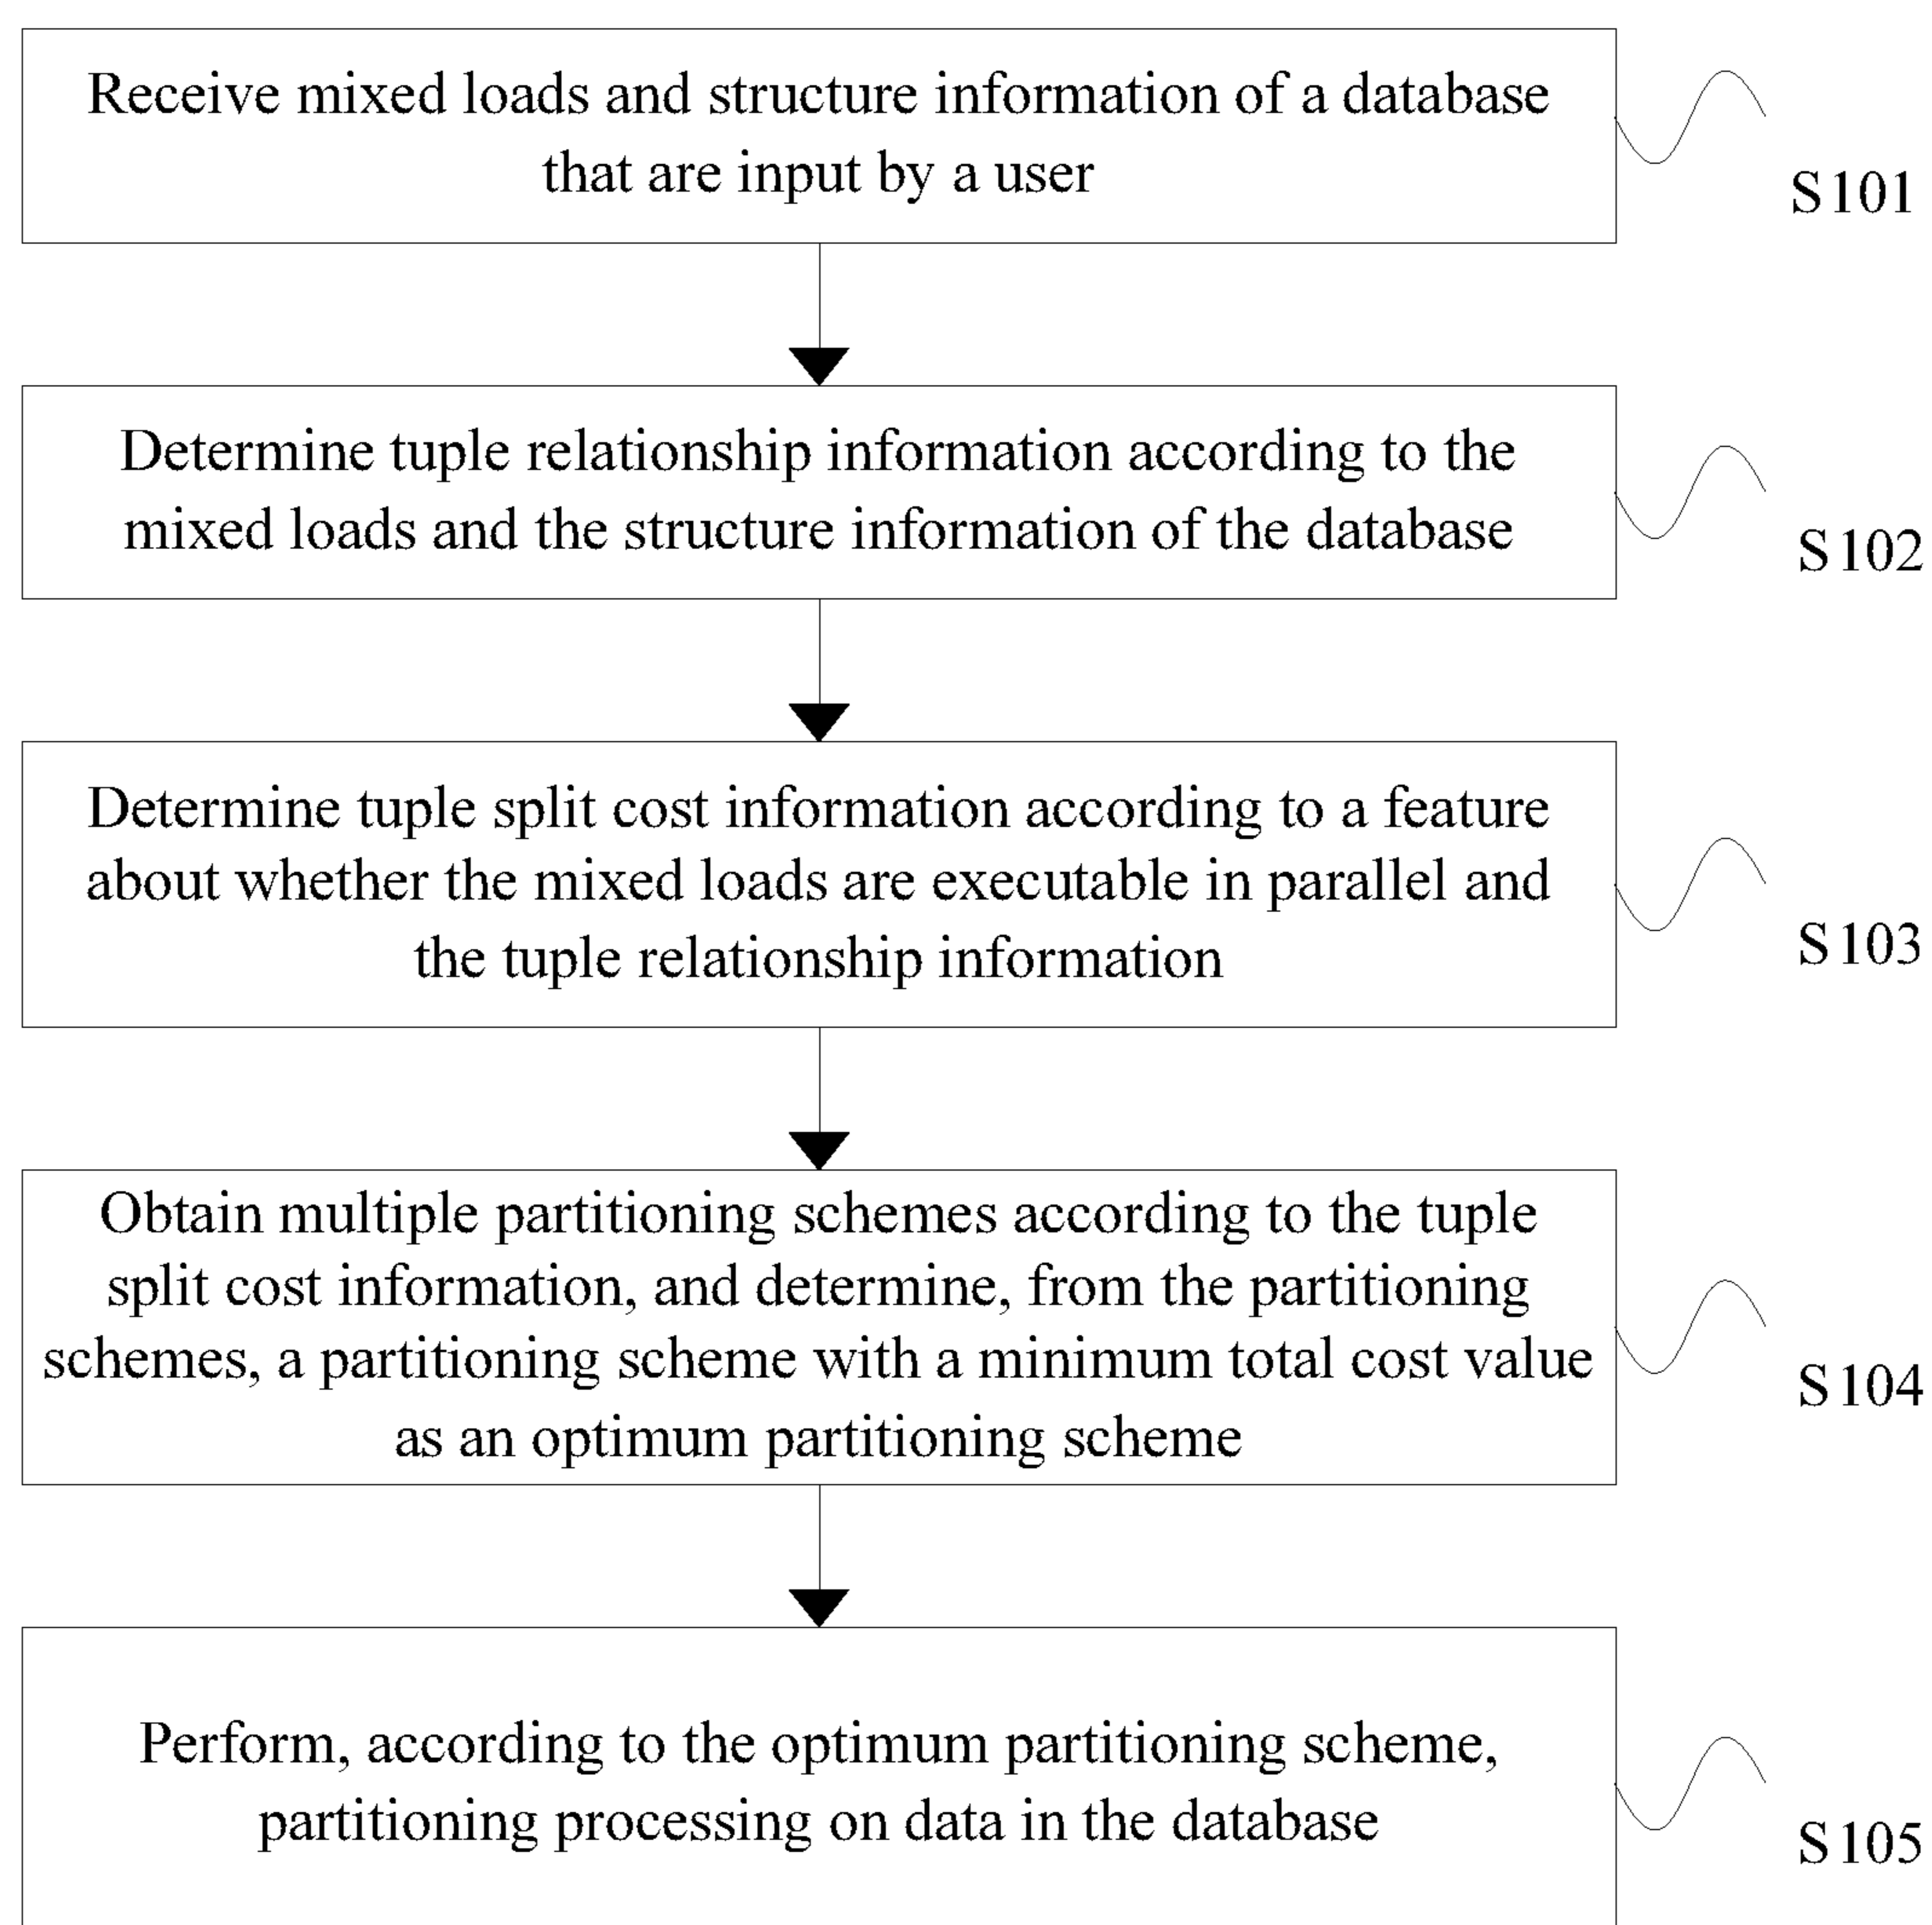 Receive mixed loads and structure information of a database
that are input by a user
S101
Determine tuple relationship information according to the
mixed loads and the structure information of the database
S102
Determine tuple split cost information according to a feature
about whether the mixed loads are executable in parallel and
the tuple relationship information
S103
Obtain multiple partitioning schemes according to the tuple
split cost information, and determine, from the partitioning
schemes, a partitioning scheme with a minimum total cost value
as an optimum partitioning scheme
S104
Perform, according to the optimum partitioning scheme,
partitioning processing on data in the database
S105